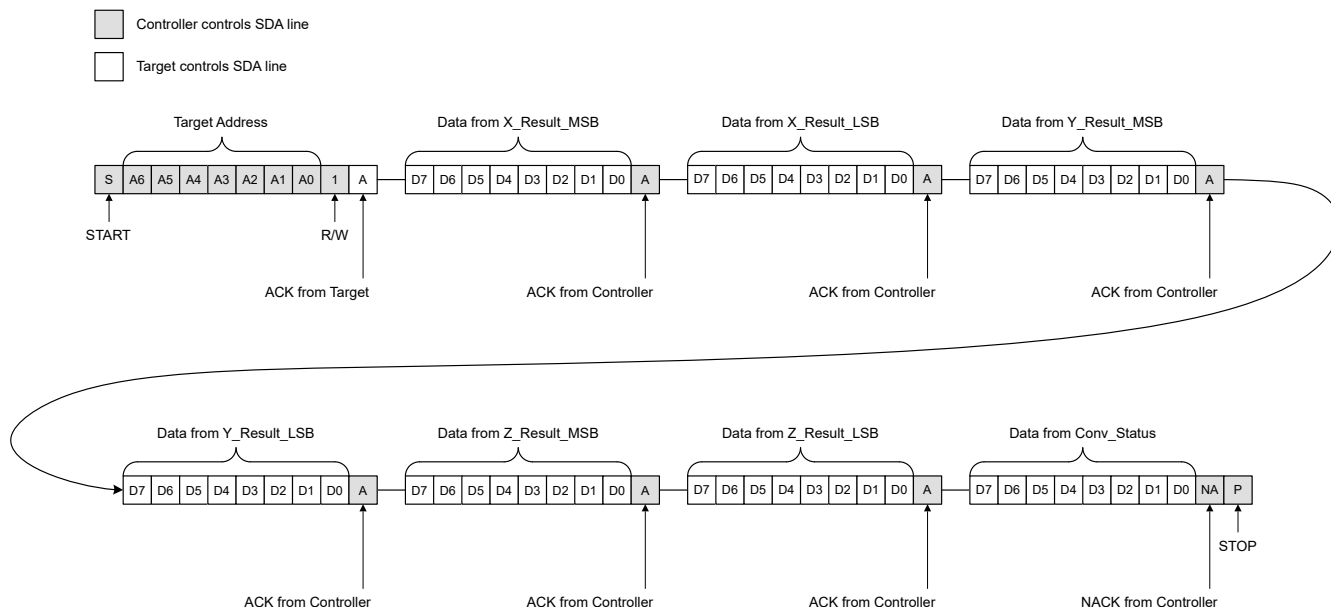 Controller controls SDA line
Target controls SDA line
Target Address Data from X_Result_MSB Data from X_Result_LSB Data from Y_Result_MSB
S A6 A5 A4 A3 A2 A1 A0 1 A D7 D6 D5 D4 D3 D2 D1 D0 A D7 D6 D5 D4 D3 D2 D1 D0 A D7 D6 D5 D4 D3 D2 D1 D0 A
START R/W
ACK from Target ACK from Controller ACK from Controller ACK from Controller
Data from Y_Result_LSB Data from Z_Result_MSB Data from Z_Result_LSB Data from Conv_Status
D7 D6 D5 D4 D3 D2 D1 D0 A D7 D6 D5 D4 D3 D2 D1 D0 A D7 D6 D5 D4 D3 D2 D1 D0 A D7 D6 D5 D4 D3 D2 D1 D0 NA P
STOP
ACK from Controller ACK from Controller ACK from Controller NACK from Controller